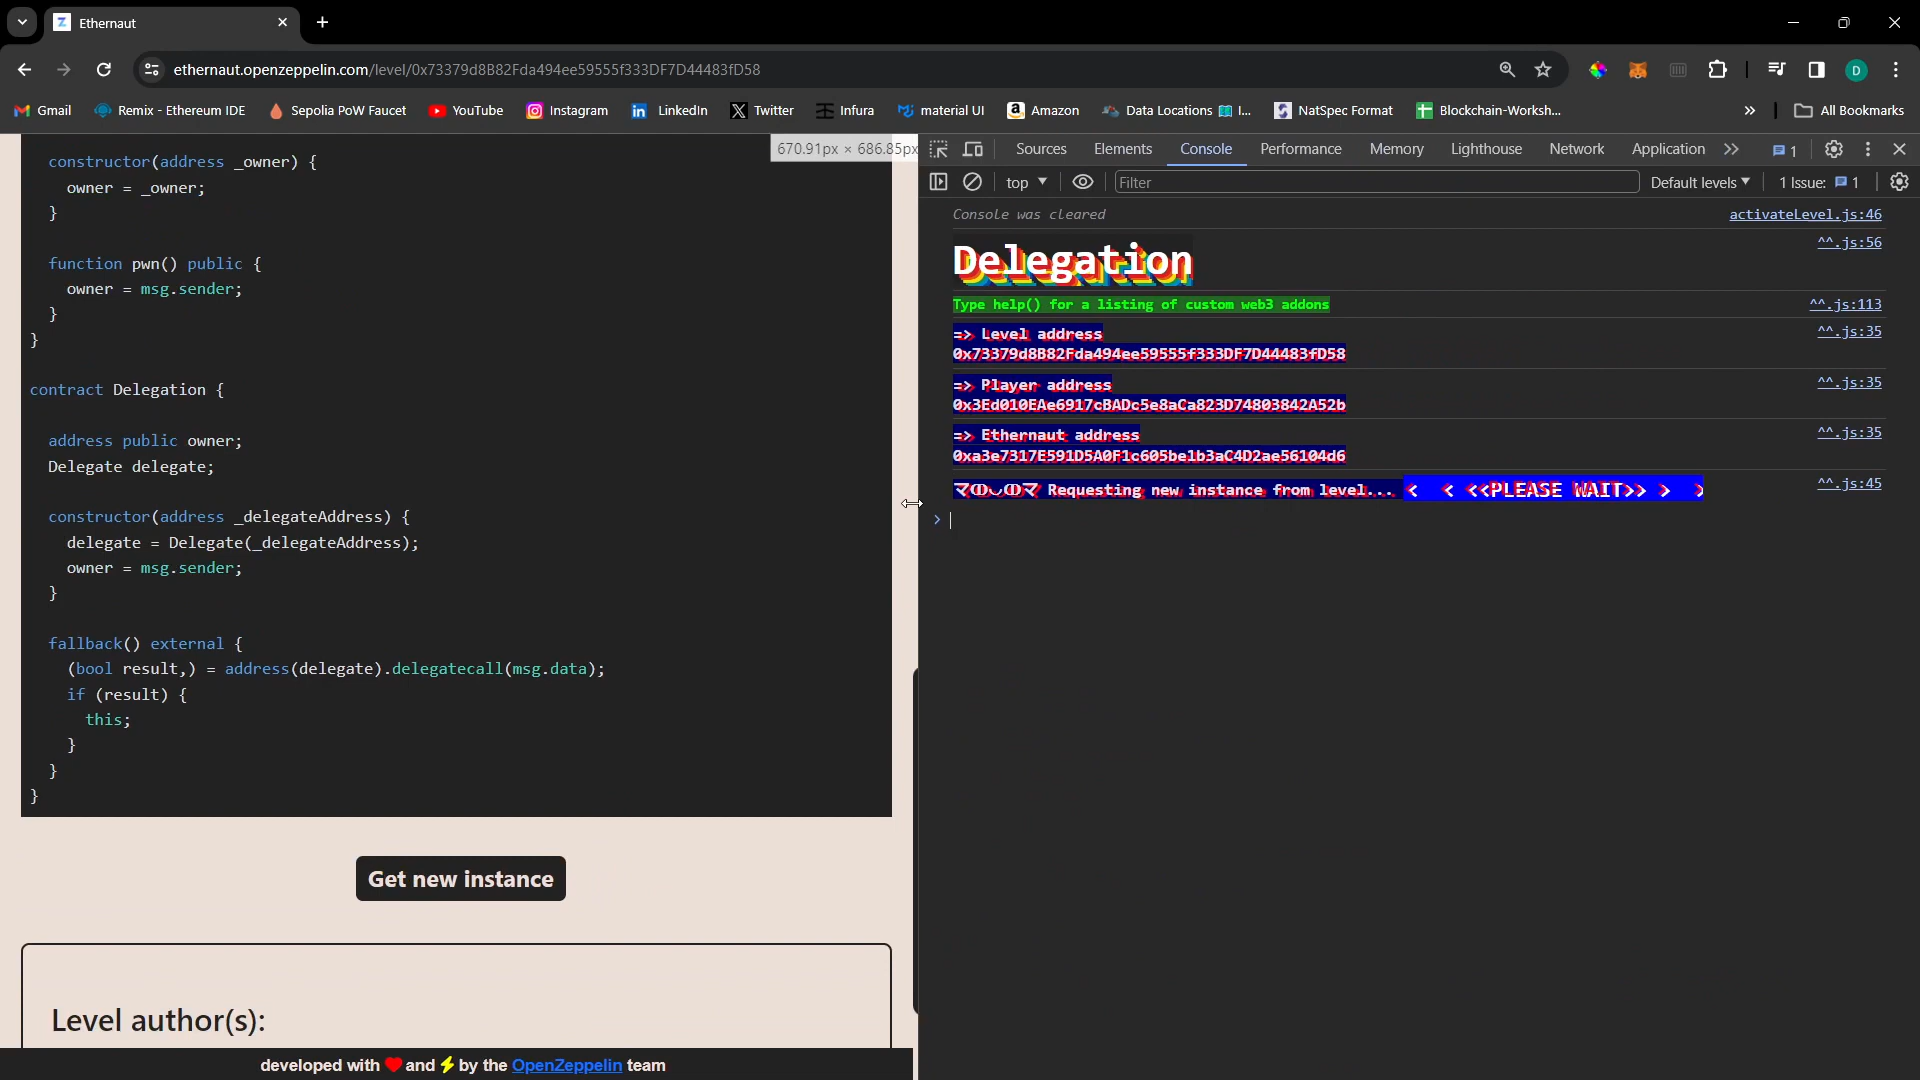 Ethernaut
ethernaut.openzeppelin.com/level/0x73379d8B82Fda494ee59555f333DF7D44483fD58
D
Gmail
Remix - Ethereum IDE
Sepolia PoW Faucet
YouTube
Instagram
LinkedIn
Twitter
Infura
material UI
Amazon
Data Locations 📖 I...
NatSpec Format
Blockchain-Worksh...
»
All Bookmarks
670.91px × 686.85px
constructor(address _owner) {
owner = _owner;
}
function pwn() public {
owner = msg.sender;
}
}
contract Delegation {
address public owner;
Delegate delegate;
constructor(address _delegateAddress) {
delegate = Delegate(_delegateAddress);
owner = msg.sender;
}
fallback() external {
(bool result,) = address(delegate).delegatecall(msg.data);
if (result) {
this;
}
}
}
Get new instance
Level author(s):
developed with ❤️and ⚡by the OpenZeppelin team
Sources
Elements
Console
Performance
Memory
Lighthouse
Network
Application
»
1
top
Filter
Default levels
1 Issue: 1
Console was cleared activateLevel.js:46
Delegation ^^.js:56
Type help() for a listing of custom web3 addons ^^.js:113
=> Level address ^^.js:35
0x73379d8B82Fda494ee59555f333DF7D44483fD58
=> Player address ^^.js:35
0x3Ed010EAe6917cBADc5e8aCa823D74803842A52b
=> Ethernaut address ^^.js:35
0xa3e7317E591D5A0F1c605be1b3aC4D2ae56104d6
Requesting new instance from level... < < <<PLEASE WAIT>> > > ^^.js:45
>